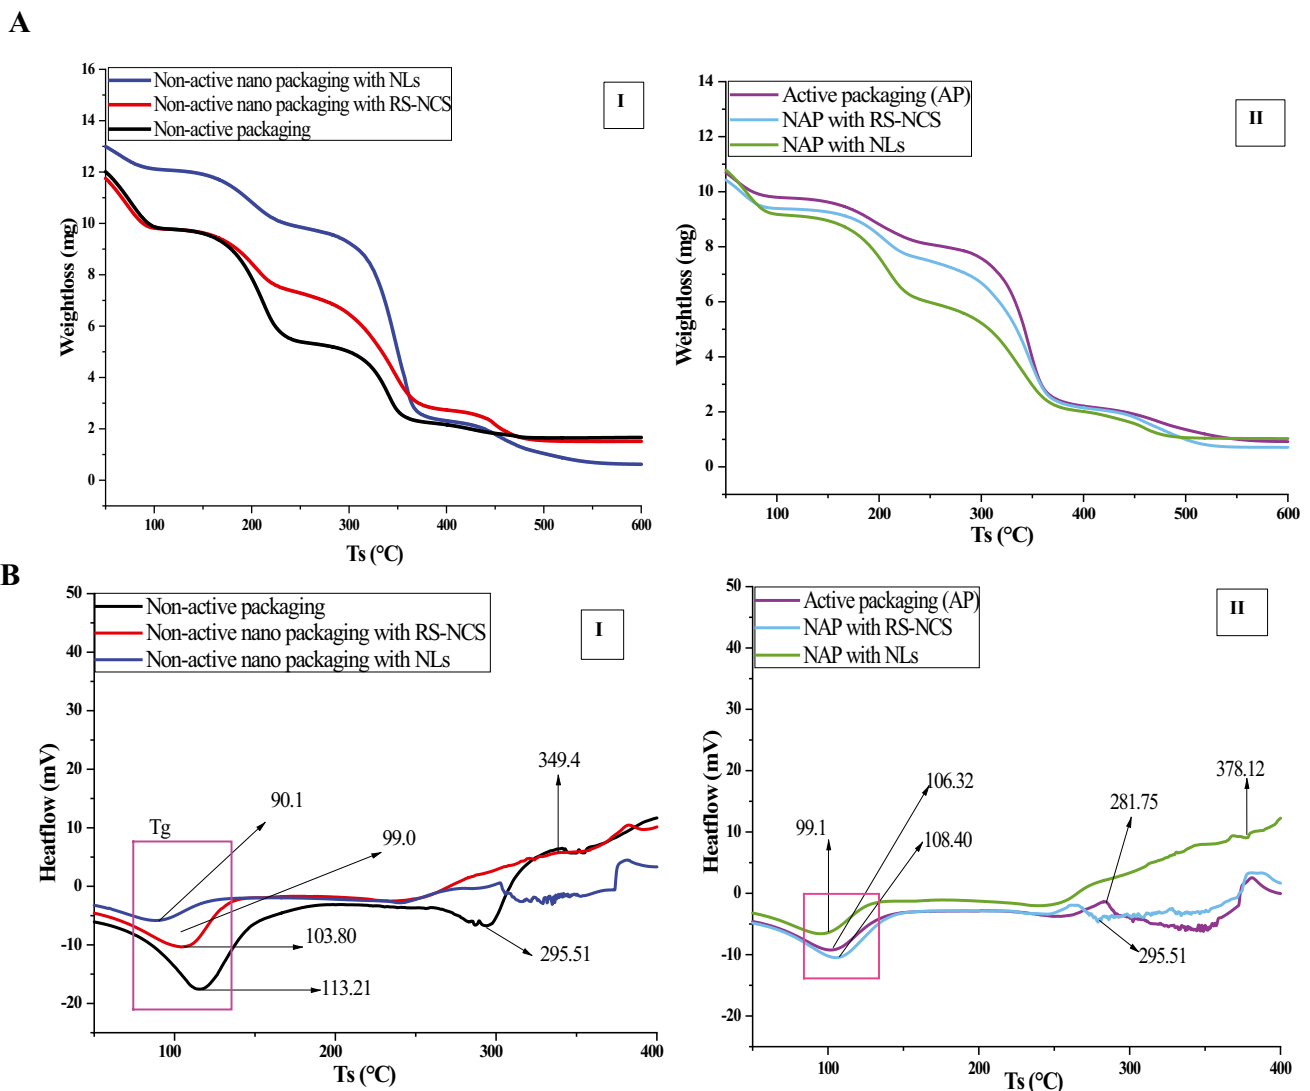 A
16
14
12
10
8
6
4
2
0
Weightloss (mg)
Non-active nano packaging with NLs
Non-active nano packaging with RS-NCS
Non-active packaging
I
100
200
300
400
500
600
Ts (°C)
14
12
10
8
6
4
2
0
Weightloss (mg)
Active packaging (AP)
NAP with RS-NCS
NAP with NLs
II
100
200
300
400
500
600
Ts (°C)
B
50
40
30
20
10
0
-10
-20
Heatflow (mV)
Non-active packaging
Non-active nano packaging with RS-NCS
Non-active nano packaging with NLs
I
349.4
90.1
Tg
99.0
103.80
295.51
113.21
100
200
300
400
Ts (°C)
50
40
30
20
10
0
-10
-20
Heatflow (mV)
Active packaging (AP)
NAP with RS-NCS
NAP with NLs
II
378.12
106.32
281.75
99.1
108.40
295.51
100
200
300
400
Ts (°C)